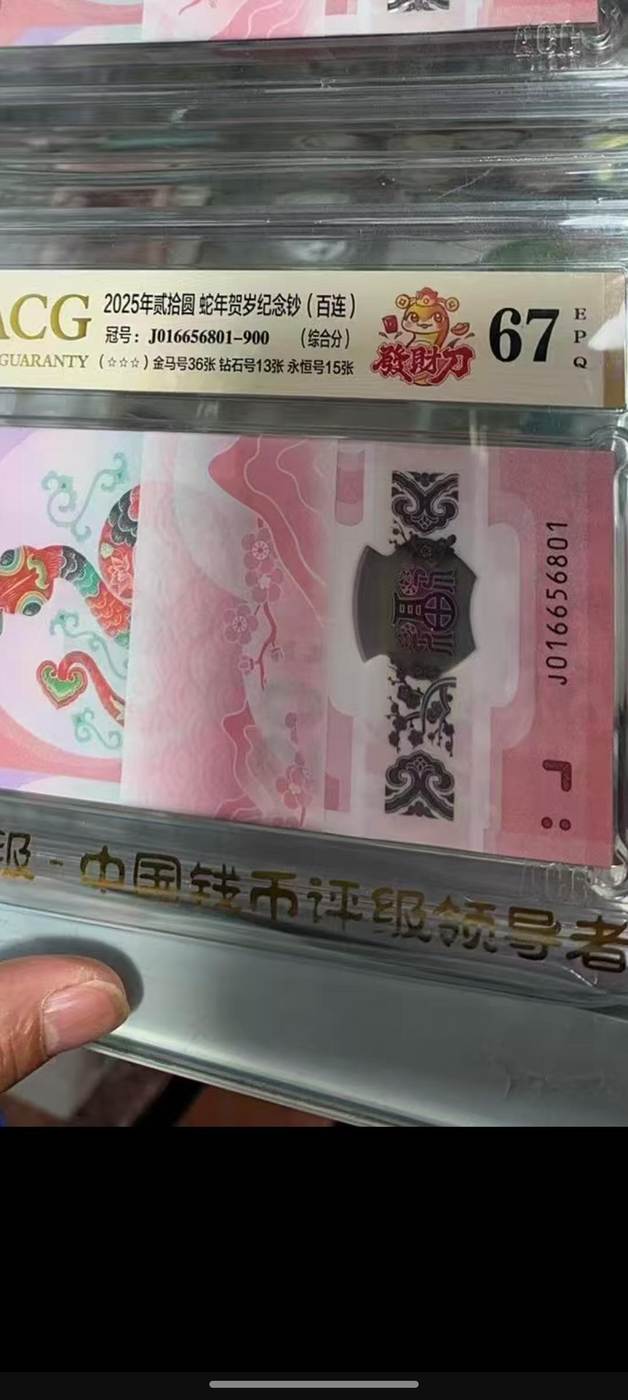 ACG
2025年贰拾圆 蛇年贺岁纪念钞（百连）
冠号：J016656801-900 （综合分）
GUARANTY （☆☆☆）金马号36张 钻石号13张 永恒号15张
發財刀
67
EPQ
J016656801
级-中国钱币评级领导者